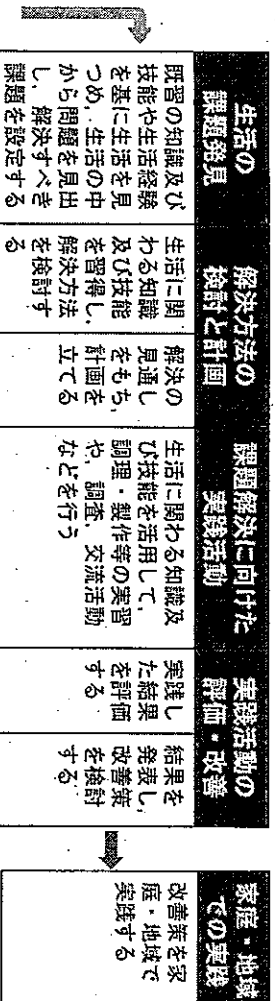 生活の
課題発見
既習の知識及び
技能や生活経験
を基に生活を見
つめ，生活の中
から問題を見出
し，解決すべき
課題を設定する
解決方法の
検討と計画
生活に関
わる知識
及び技能
を習得し，
解決方法
を検討す
る
解決の
見通し
をもち，
計画を
立てる
課題解決に向けた
実践活動
生活に関わる知識及
び技能を活用して，
調理・製作等の実習
や，調査，交流活動
などを行う
実践活動の
評価・改善
実践し
た結果
を評価
する
結果を
発表し，
改善策
を検討
する
家庭・地域
での実践
改善策を家
庭・地域で
実践する